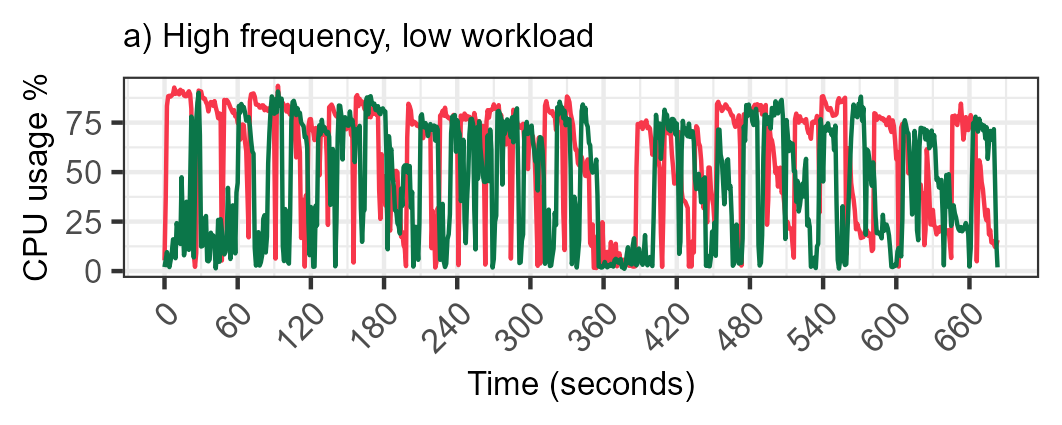 a) High frequency, low workload
CPU usage %
75
50
25
0
0 60 120 180 240 300 360 420 480 540 600 660
Time (seconds)